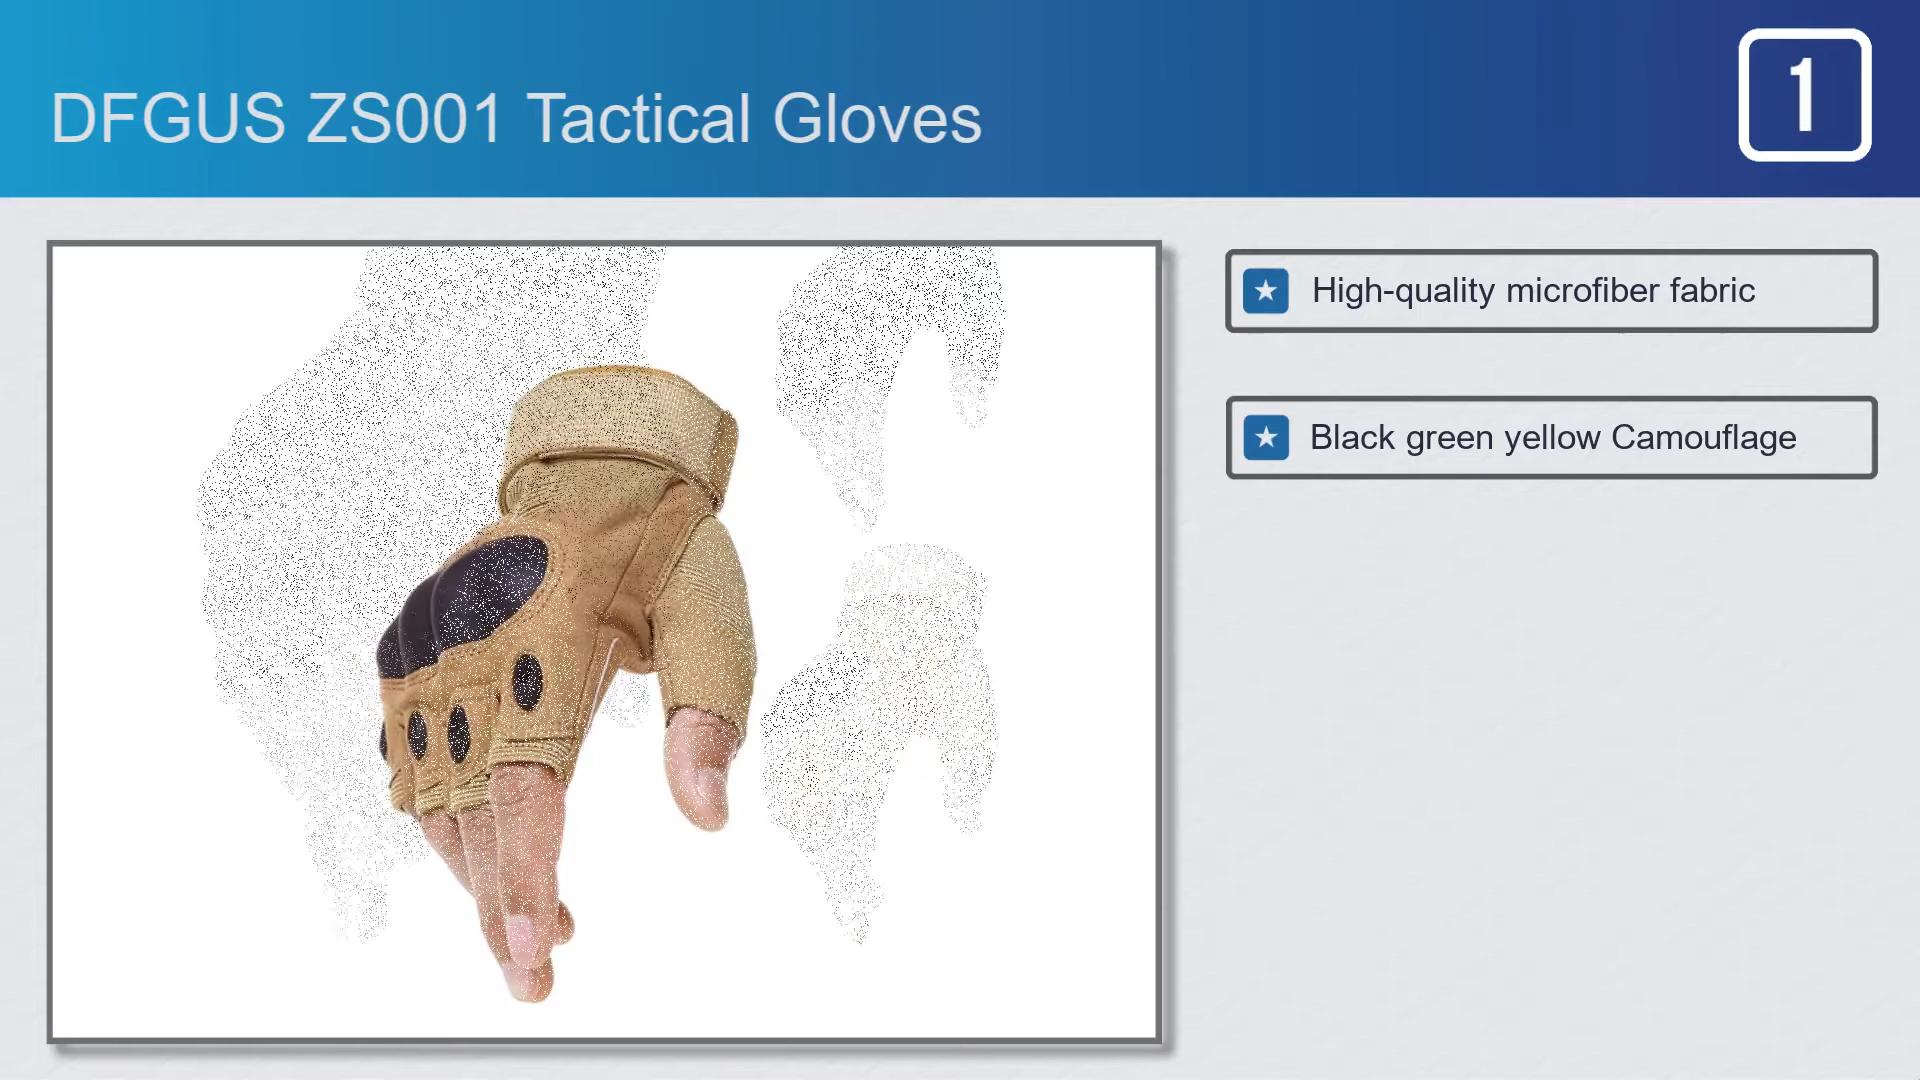 DFGUS ZS001 Tactical Gloves
1
High-quality microfiber fabric
Black green yellow Camouflage